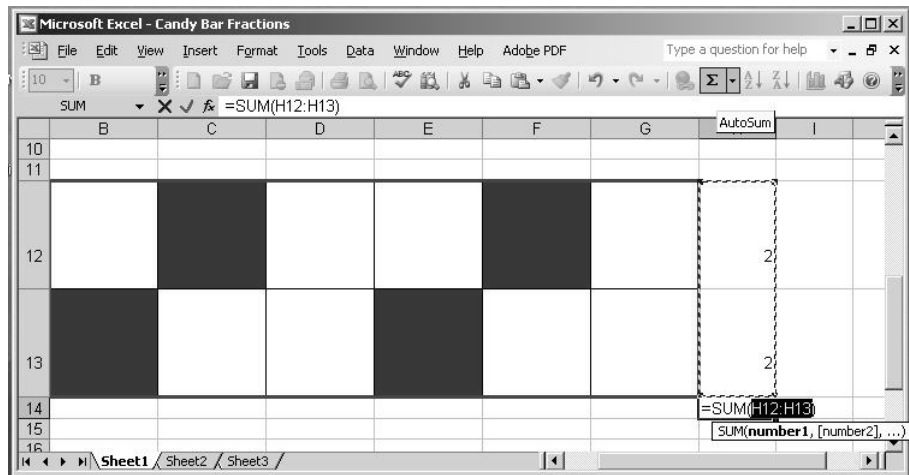 Microsoft Excel - Candy Bar Fractions
File Edit View Insert Format Tools Data Window Help Adobe PDF Type a question for help
10 B Σ
SUM =SUM(H12:H13)
AutoSum
B C D E F G I
10
11
12 2
13 2
14 =SUM(H12:H13)
15 SUM(number1, [number2], ...)
16
Sheet1 Sheet2 Sheet3